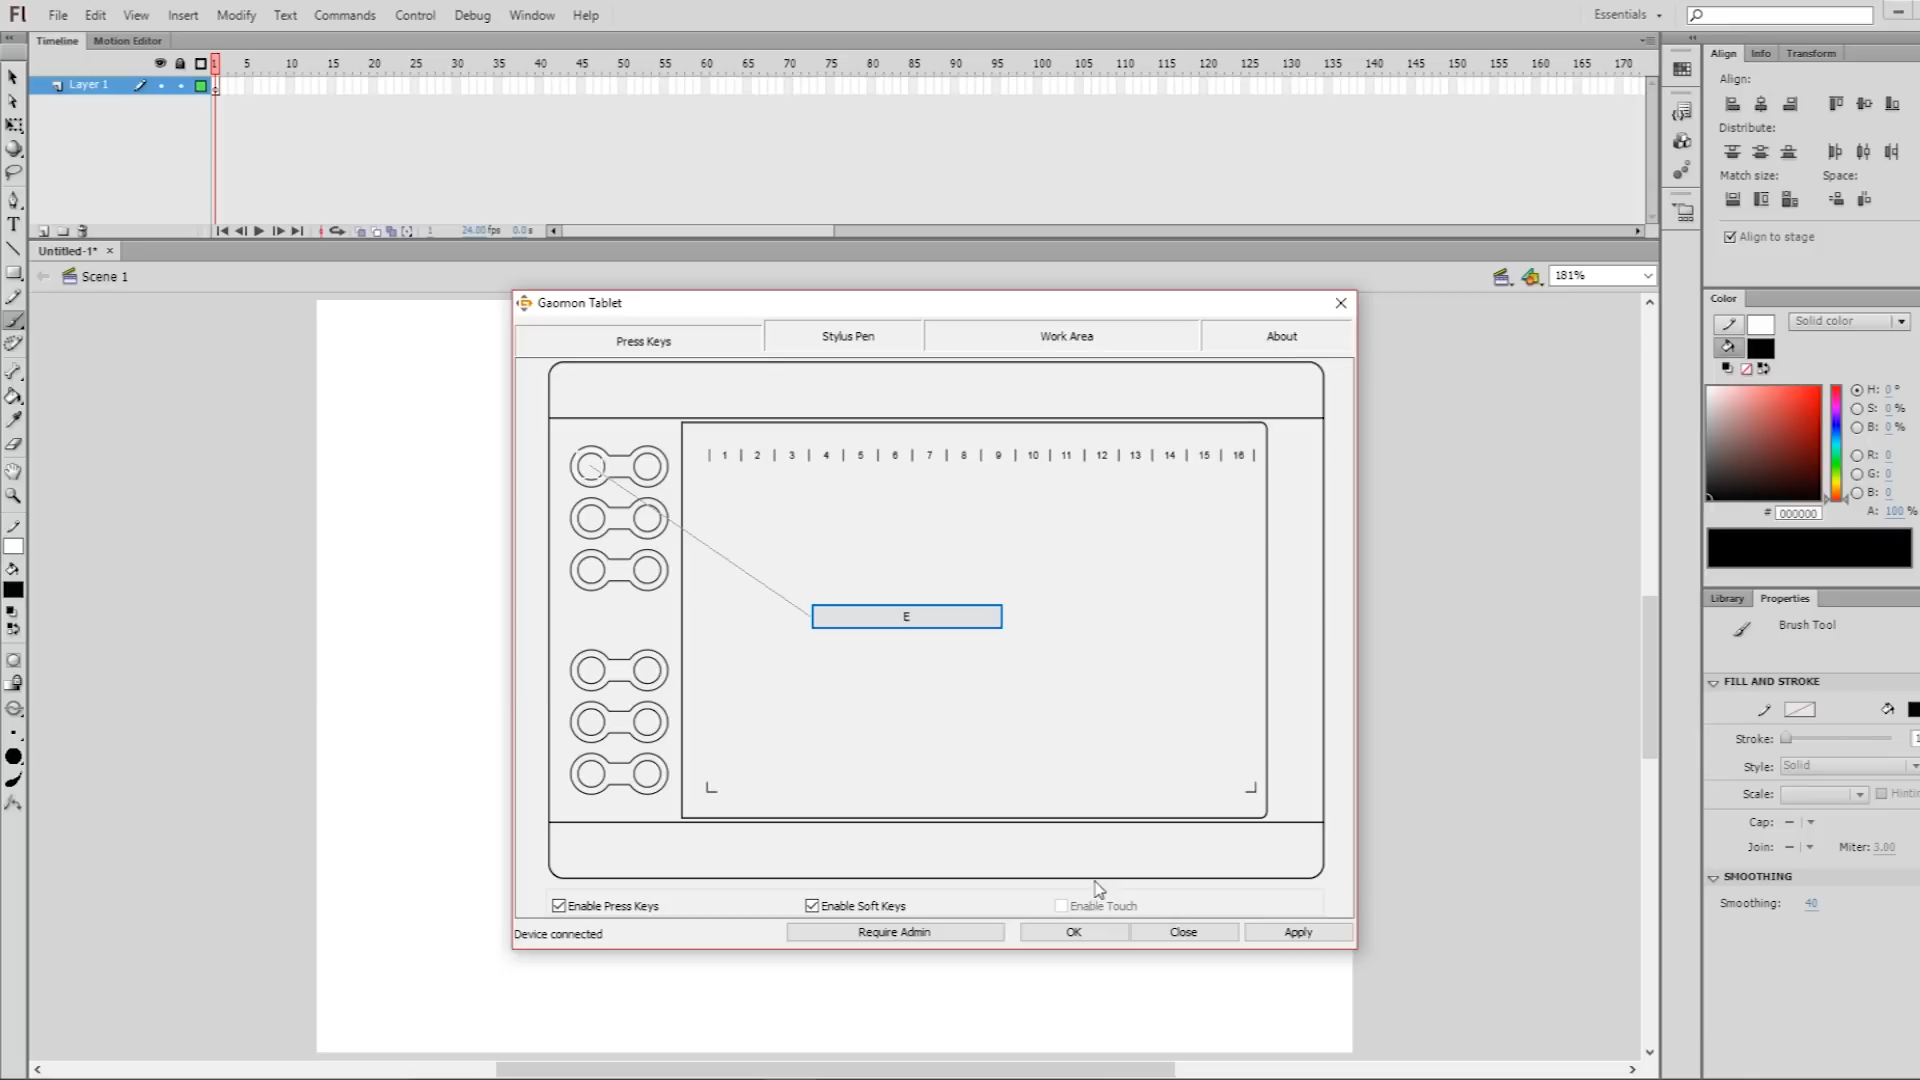 Fl File Edit View Insert Modify Text Commands Control Debug Window Help Essentials
Timeline Motion Editor
1 5 10 15 20 25 30 35 40 45 50 55 60 65 70 75 80 85 90 95 100 105 110 115 120 125 130 135 140 145 150 155 160 165 170
Layer 1
1 24.00 fps 0.0 s
Untitled-1* ×
Scene 1
181%
Gaomon Tablet
Press Keys Stylus Pen Work Area About
1 2 3 4 5 6 7 8 9 10 11 12 13 14 15 16
E
Enable Press Keys Enable Soft Keys Enable Touch
Device connected Require Admin OK Close Apply
Align Info Transform
Align:
Distribute:
Match size: Space:
Align to stage
Color
Solid color
H: 0 °
S: 0 %
B: 0 %
R: 0
G: 0
B: 0
# 000000 A: 100 %
Library Properties
Brush Tool
FILL AND STROKE
Stroke: 1
Style: Solid
Scale: Hinting
Cap:
Join: Miter: 3.00
SMOOTHING
Smoothing: 40